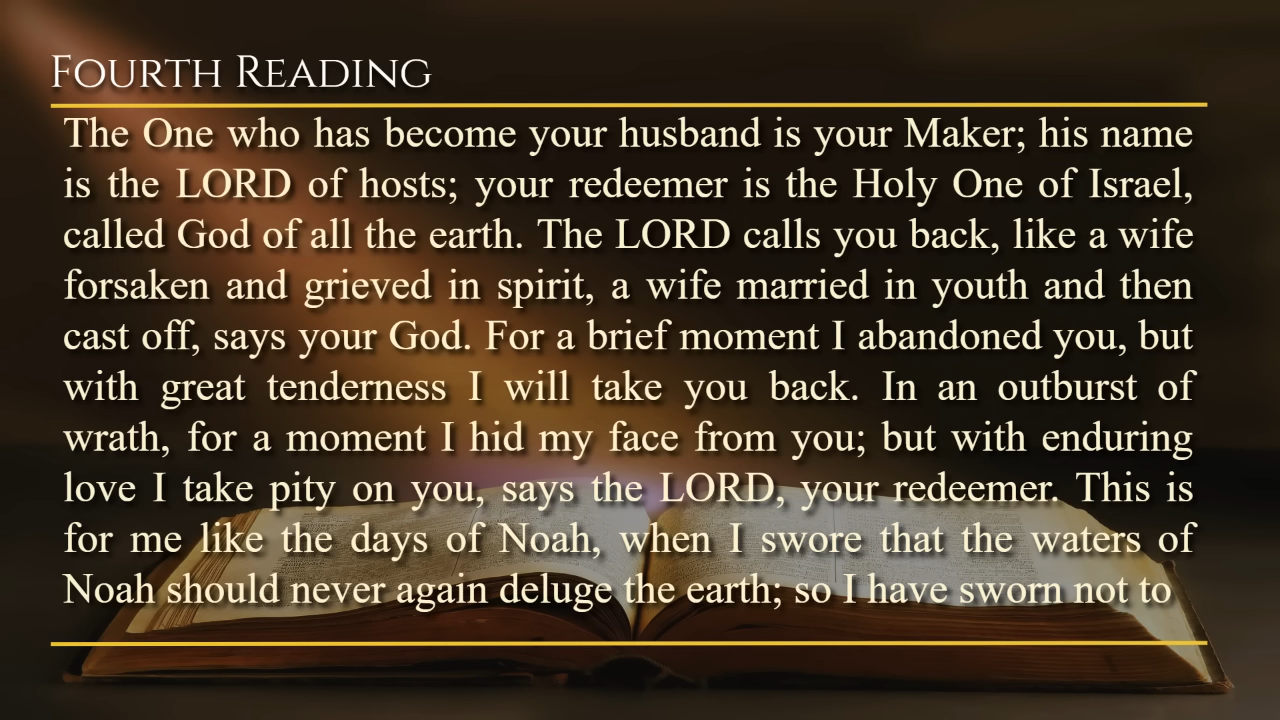 Fourth Reading
The One who has become your husband is your Maker; his name
is the LORD of hosts; your redeemer is the Holy One of Israel,
called God of all the earth. The LORD calls you back, like a wife
forsaken and grieved in spirit, a wife married in youth and then
cast off, says your God. For a brief moment I abandoned you, but
with great tenderness I will take you back. In an outburst of
wrath, for a moment I hid my face from you; but with enduring
love I take pity on you, says the LORD, your redeemer. This is
for me like the days of Noah, when I swore that the waters of
Noah should never again deluge the earth; so I have sworn not to